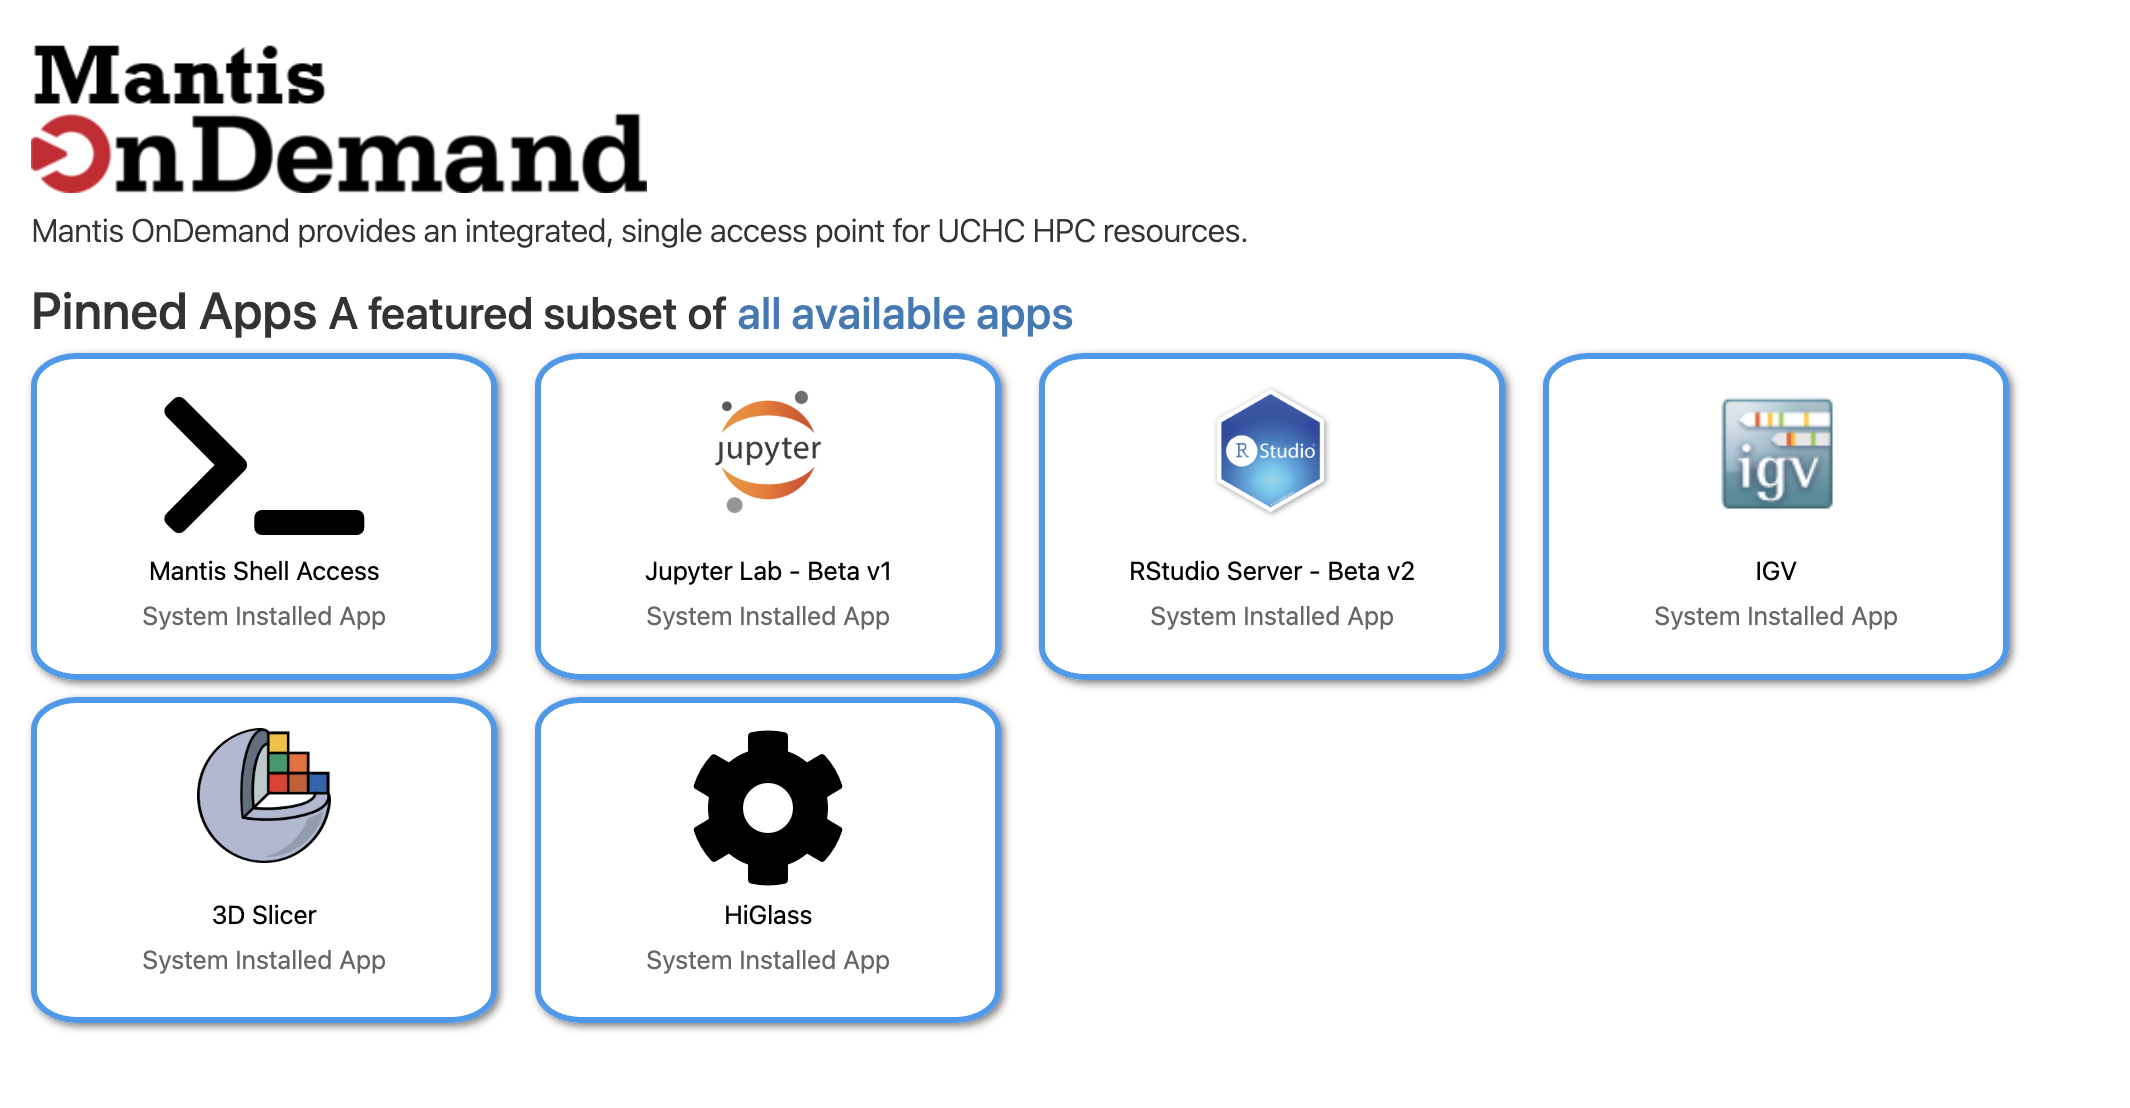 Mantis
OnDemand
Mantis OnDemand provides an integrated, single access point for UCHC HPC resources.
Pinned Apps A featured subset of all available apps
Mantis Shell Access
System Installed App
jupyter
Jupyter Lab - Beta v1
System Installed App
R Studio
RStudio Server - Beta v2
System Installed App
igv
IGV
System Installed App
3D Slicer
System Installed App
HiGlass
System Installed App